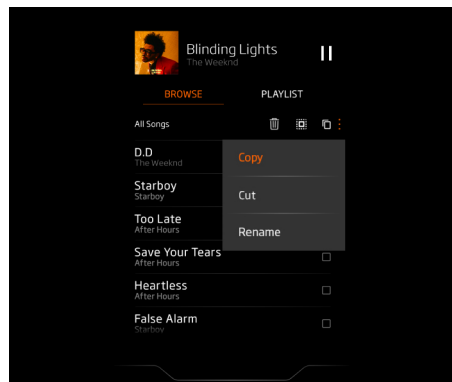 Blinding Lights
The Weeknd
BROWSE PLAYLIST
All Songs
D.D
The Weeknd
Copy
Starboy
Starboy
Cut
Too Late
After Hours
Rename
Save Your Tears
After Hours
Heartless
After Hours
False Alarm
Starboy